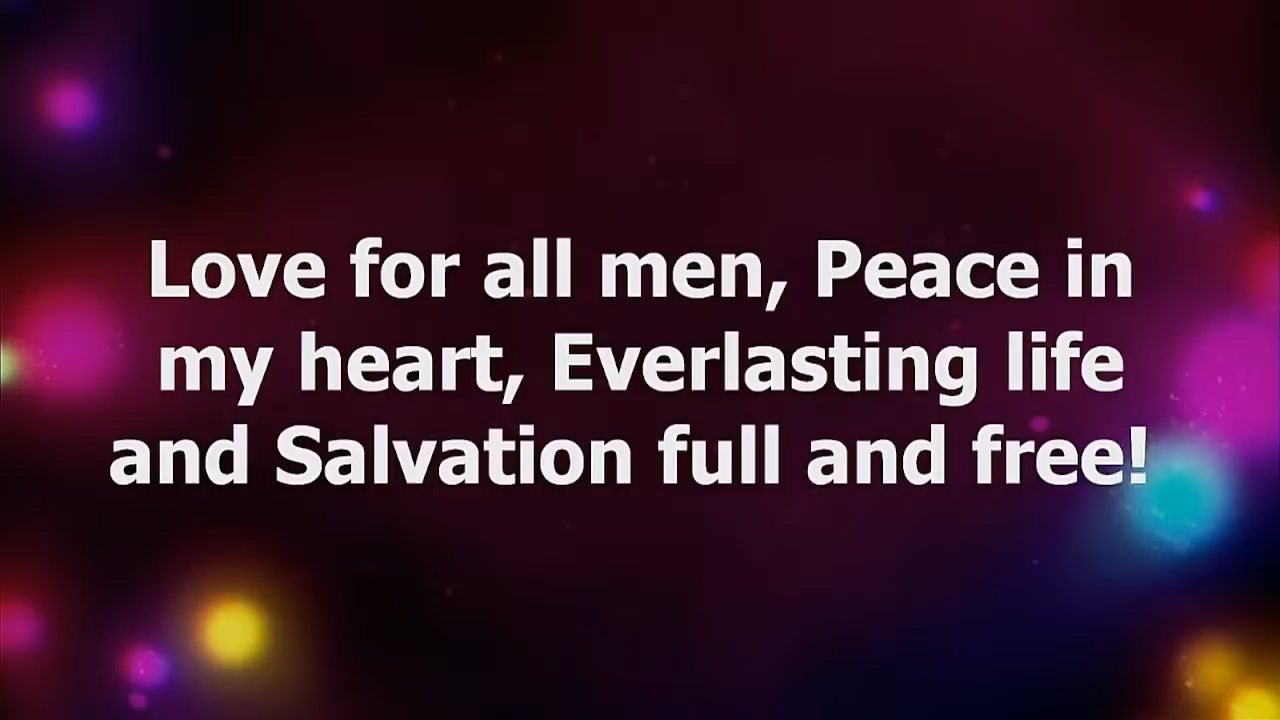 Love for all men, Peace in
my heart, Everlasting life
and Salvation full and free!